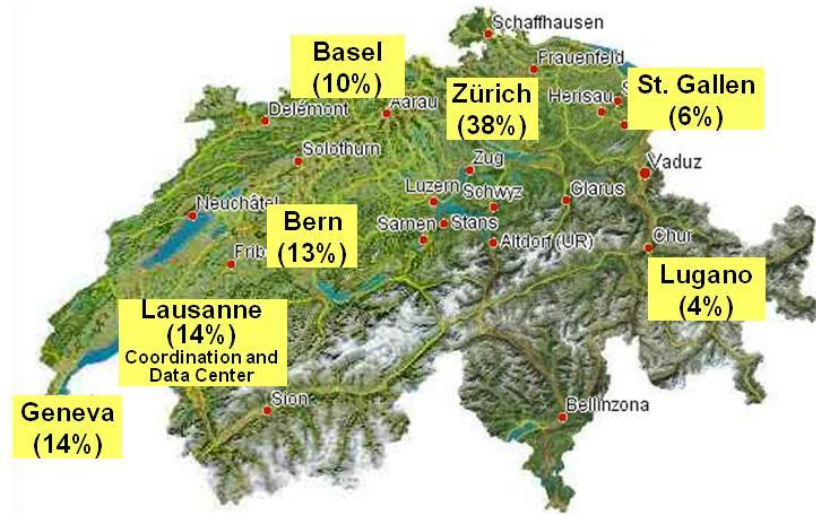 Schaffhausen
Basel
(10%)
Frauenfeld
Zürich
(38%)
Herisau
St. Gallen
(6%)
Aarau
Delémont
Solothurn
Zug
Vaduz
Luzern
Schwyz
Glarus
Neuchâtel
Bern
(13%)
Sarnen
Stans
Altdorf (UR)
Chur
Lugano
(4%)
Lausanne
(14%)
Coordination and
Data Center
Geneva
(14%)
Sion
Bellinzona